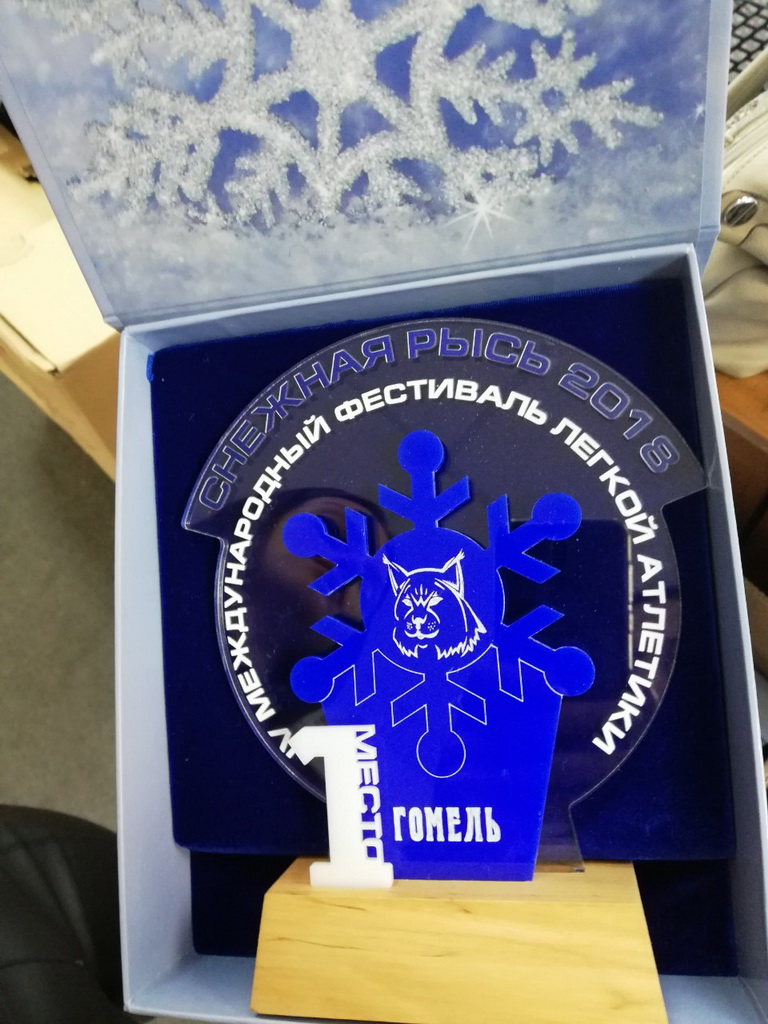 СНЕЖНАЯ РЫСЬ 2018
МЕЖДУНАРОДНЫЙ ФЕСТИВАЛЬ ЛЕГКОЙ АТЛЕТИКИ
1 МЕСТО
ГОМЕЛЬ